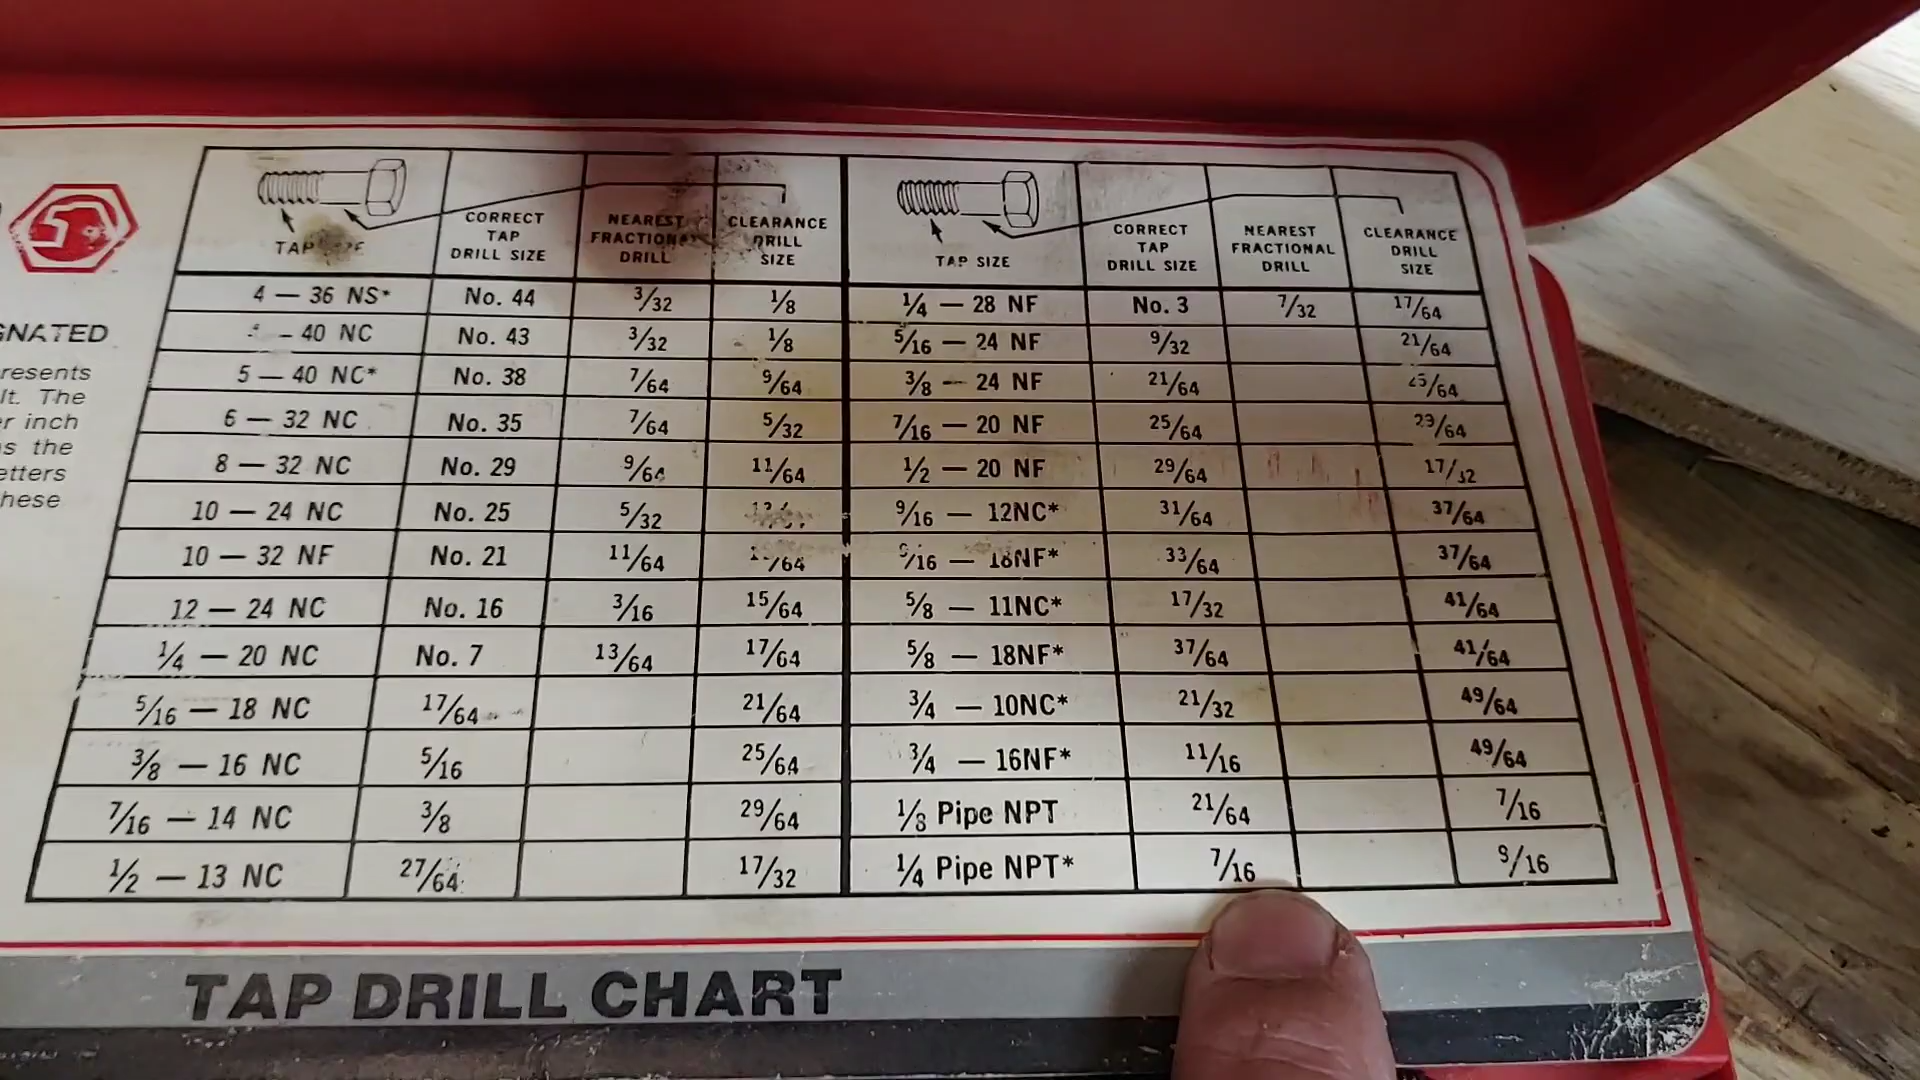 GNATED
resents
lt. The
r inch
s the
etters
hese
CORRECT TAP DRILL SIZE
NEAREST FRACTIONAL DRILL
CLEARANCE DRILL SIZE
TAP SIZE
CORRECT TAP DRILL SIZE
NEAREST FRACTIONAL DRILL
CLEARANCE DRILL SIZE
4 — 36 NS* No. 44 3/32 1/8 1/4 — 28 NF No. 3 7/32 17/64
— 40 NC No. 43 3/32 1/8 5/16 — 24 NF 9/32 21/64
5 — 40 NC* No. 38 7/64 9/64 3/8 — 24 NF 21/64 25/64
6 — 32 NC No. 35 7/64 5/32 7/16 — 20 NF 25/64 29/64
8 — 32 NC No. 29 9/64 11/64 1/2 — 20 NF 29/64 17/32
10 — 24 NC No. 25 5/32 9/16 — 12NC* 31/64 37/64
10 — 32 NF No. 21 11/64 9/16 — 18NF* 33/64 37/64
12 — 24 NC No. 16 3/16 15/64 5/8 — 11NC* 17/32 41/64
1/4 — 20 NC No. 7 13/64 17/64 5/8 — 18NF* 37/64 41/64
5/16 — 18 NC 17/64 21/64 3/4 — 10NC* 21/32 49/64
3/8 — 16 NC 5/16 25/64 3/4 — 16NF* 11/16 49/64
7/16 — 14 NC 3/8 29/64 1/8 Pipe NPT 21/64 7/16
1/2 — 13 NC 27/64 17/32 1/4 Pipe NPT* 7/16 9/16
TAP DRILL CHART